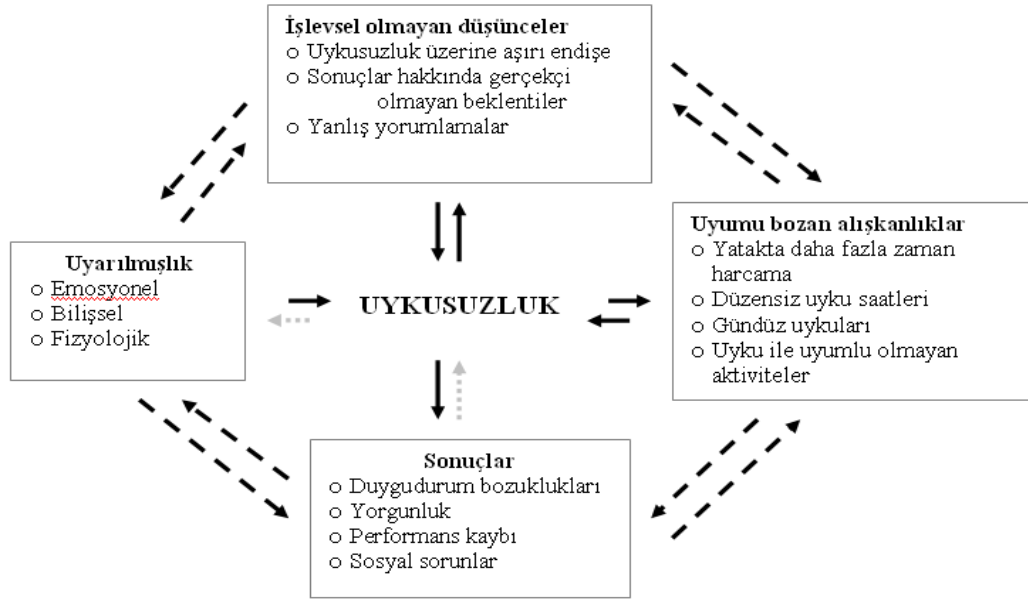 İşlevsel olmayan düşünceler
o Uykusuzluk üzerine aşırı endişe
o Sonuçlar hakkında gerçekçi
olmayan beklentiler
o Yanlış yorumlamalar
Uyarılmışlık
o Emosyonel
o Bilişsel
o Fizyolojik
UYKUSUZLUK
Uyumu bozan alışkanlıklar
o Yatakta daha fazla zaman
harcama
o Düzensiz uyku saatleri
o Gündüz uykuları
o Uyku ile uyumlu olmayan
aktiviteler
Sonuçlar
o Duygudurum bozuklukları
o Yorgunluk
o Performans kaybı
o Sosyal sorunlar